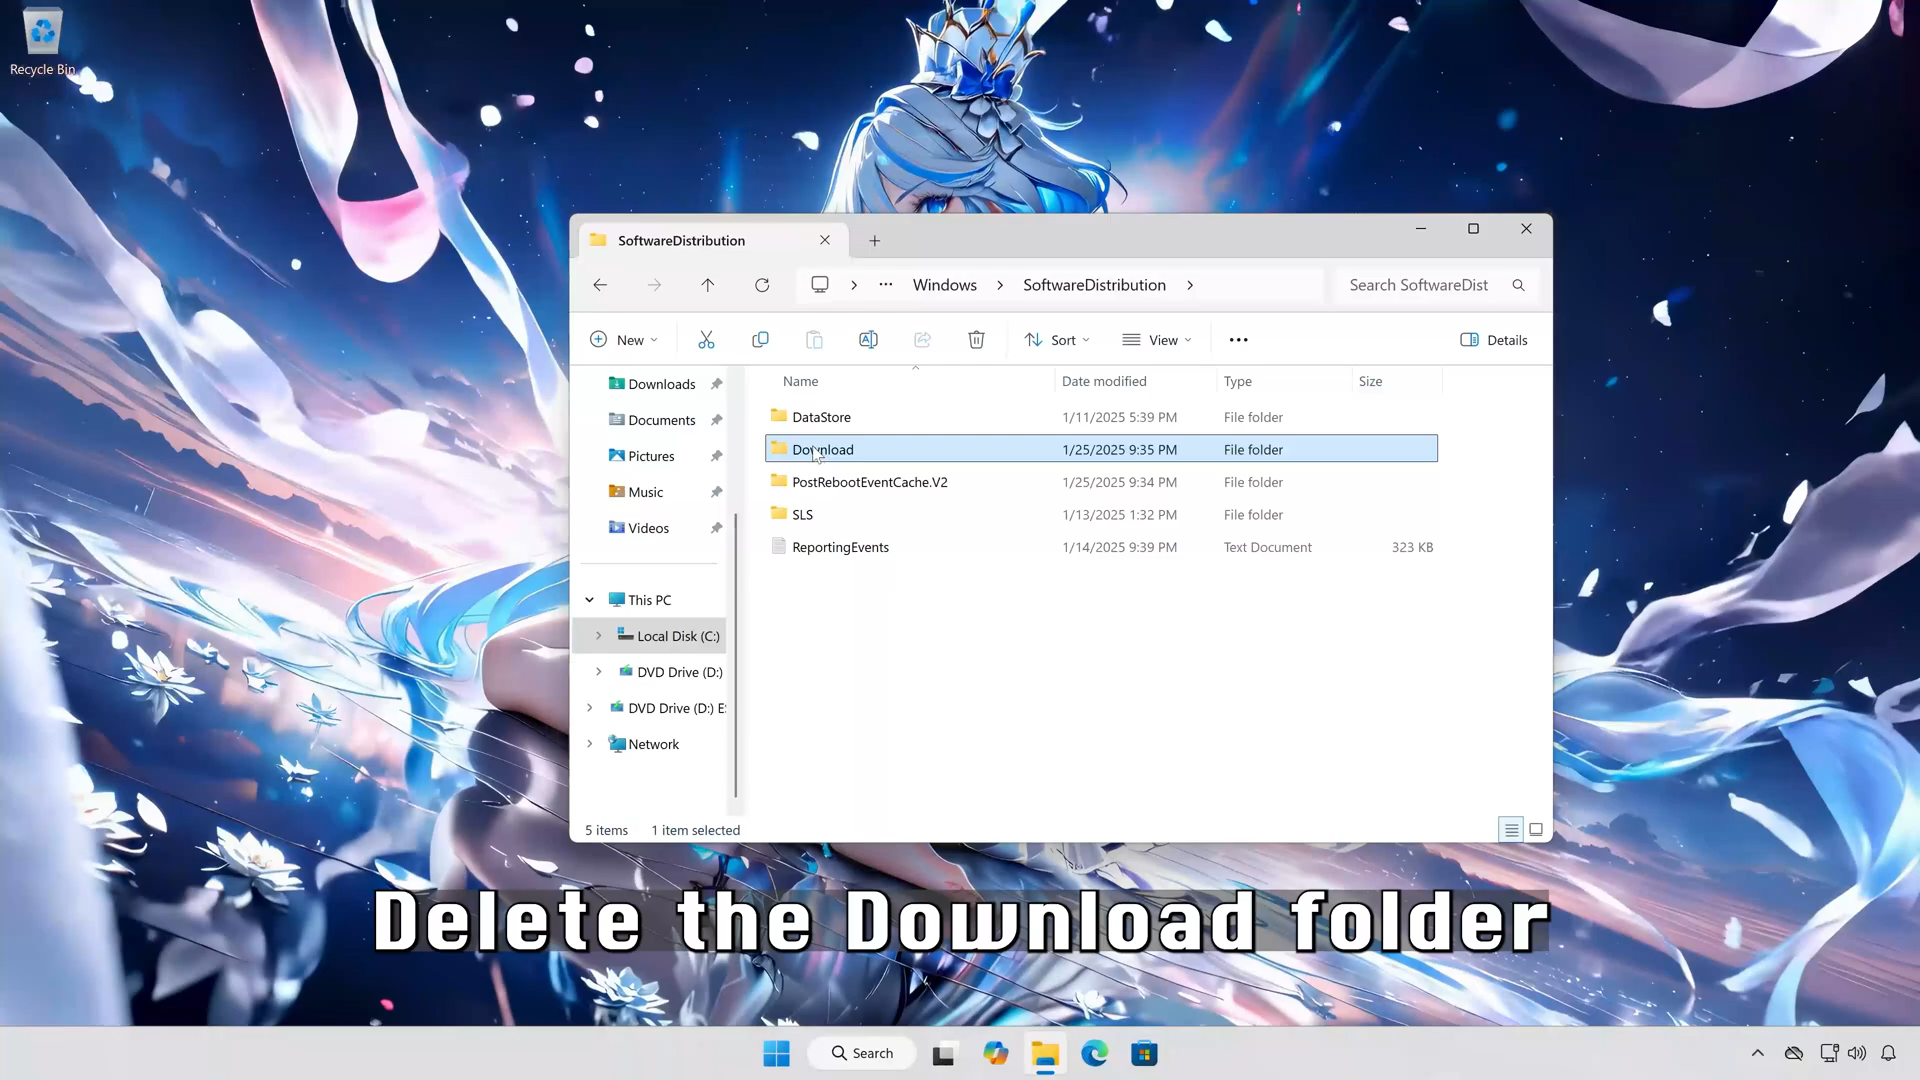 Recycle Bin
SoftwareDistribution
Windows
SoftwareDistribution
Search SoftwareDist
New
Sort
View
Details
Name
Date modified
Type
Size
Downloads
Documents
Pictures
Music
Videos
This PC
Local Disk (C:)
DVD Drive (D:)
DVD Drive (D:) E
Network
DataStore
1/11/2025 5:39 PM
File folder
Download
1/25/2025 9:35 PM
File folder
PostRebootEventCache.V2
1/25/2025 9:34 PM
File folder
SLS
1/13/2025 1:32 PM
File folder
ReportingEvents
1/14/2025 9:39 PM
Text Document
323 KB
5 items
1 item selected
Delete the Download folder
Search